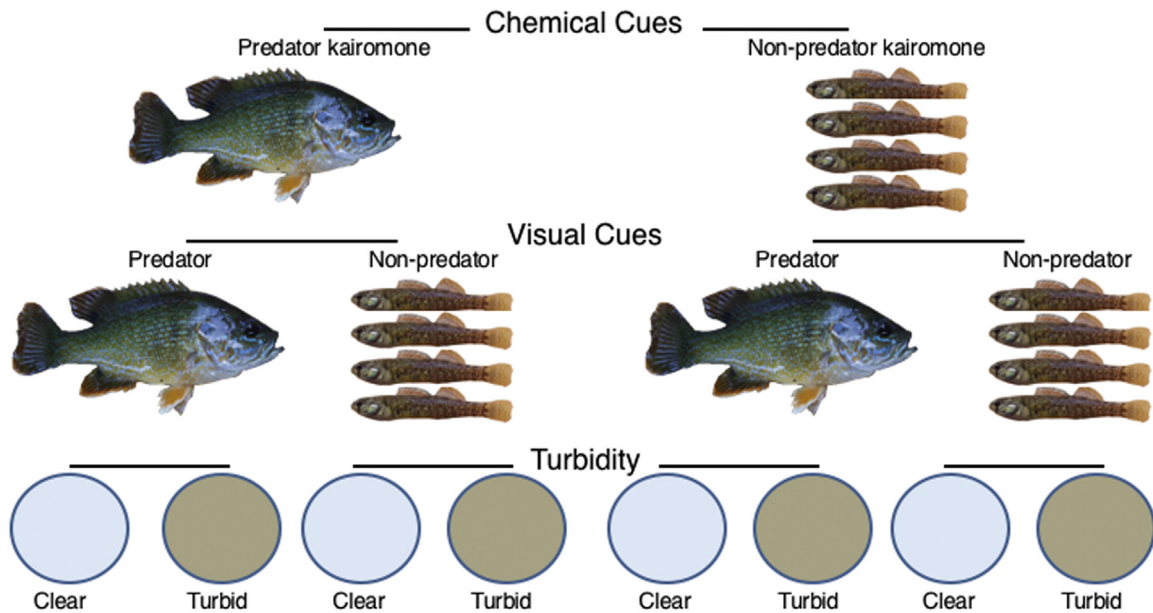 Chemical Cues
Predator kairomone Non-predator kairomone
Visual Cues
Predator Non-predator Predator Non-predator
Turbidity
Clear Turbid Clear Turbid Clear Turbid Clear Turbid